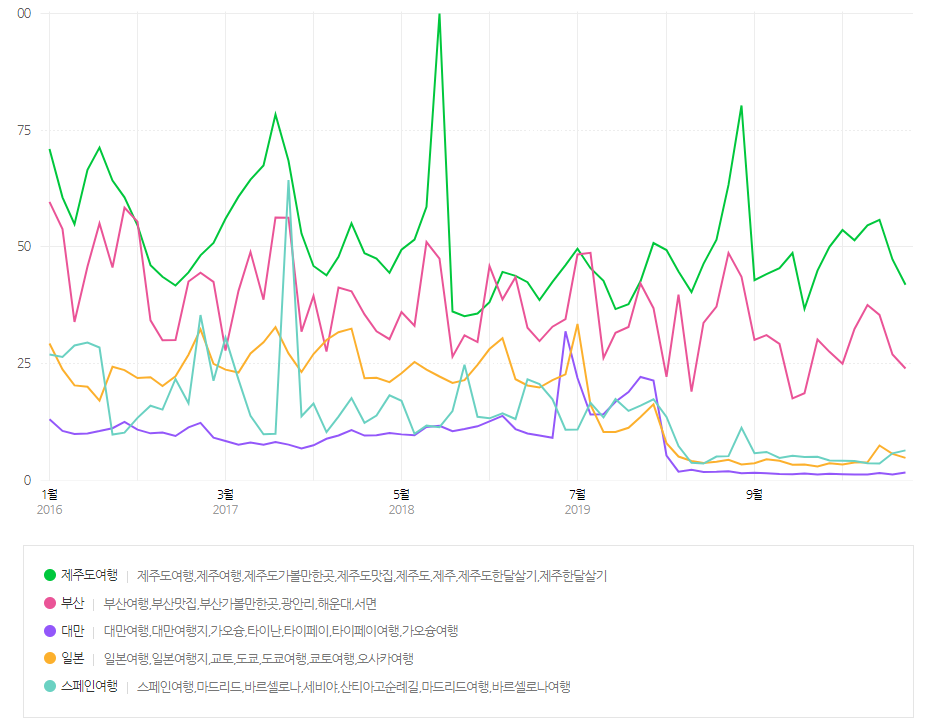 00
75
50
25
0
1월 3월 5월 7월 9월
2016 2017 2018 2019
제주도여행 | 제주도여행,제주여행,제주도가볼만한곳,제주도맛집,제주도,제주,제주도한달살기,제주한달살기
부산 | 부산여행,부산맛집,부산가볼만한곳,광안리,해운대,서면
대만 | 대만여행,대만여행지,가오슝,타이난,타이페이,타이페이여행,가오슝여행
일본 | 일본여행,일본여행지,교토,도쿄,도쿄여행,쿄토여행,오사카여행
스페인여행 | 스페인여행,마드리드,바르셀로나,세비야,산티아고순례길,마드리드여행,바르셀로나여행